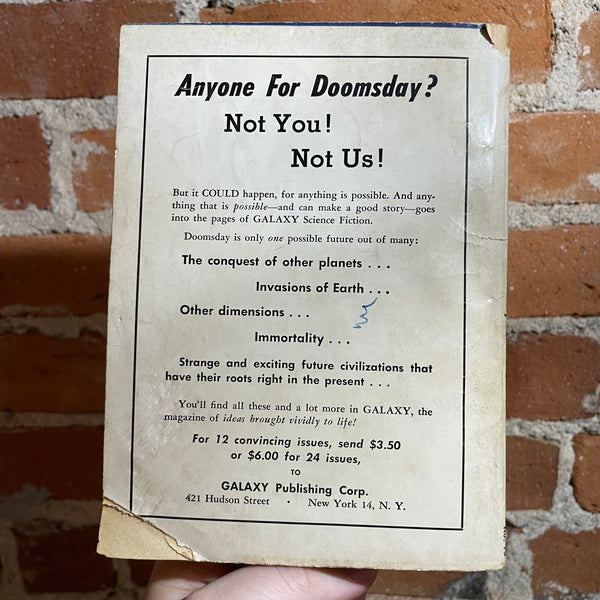 Anyone For Doomsday?
Not You!
Not Us!
But it COULD happen, for anything is possible. And any-
thing that is possible—and can make a good story—goes
into the pages of GALAXY Science Fiction.
Doomsday is only one possible future out of many:
The conquest of other planets . . .
Invasions of Earth . . .
Other dimensions . . .
Immortality . . .
Strange and exciting future civilizations that
have their roots right in the present . . .
You'll find all these and a lot more in GALAXY, the
magazine of ideas brought vividly to life!
For 12 convincing issues, send $3.50
or $6.00 for 24 issues,
TO
GALAXY Publishing Corp.
421 Hudson Street • New York 14, N. Y.